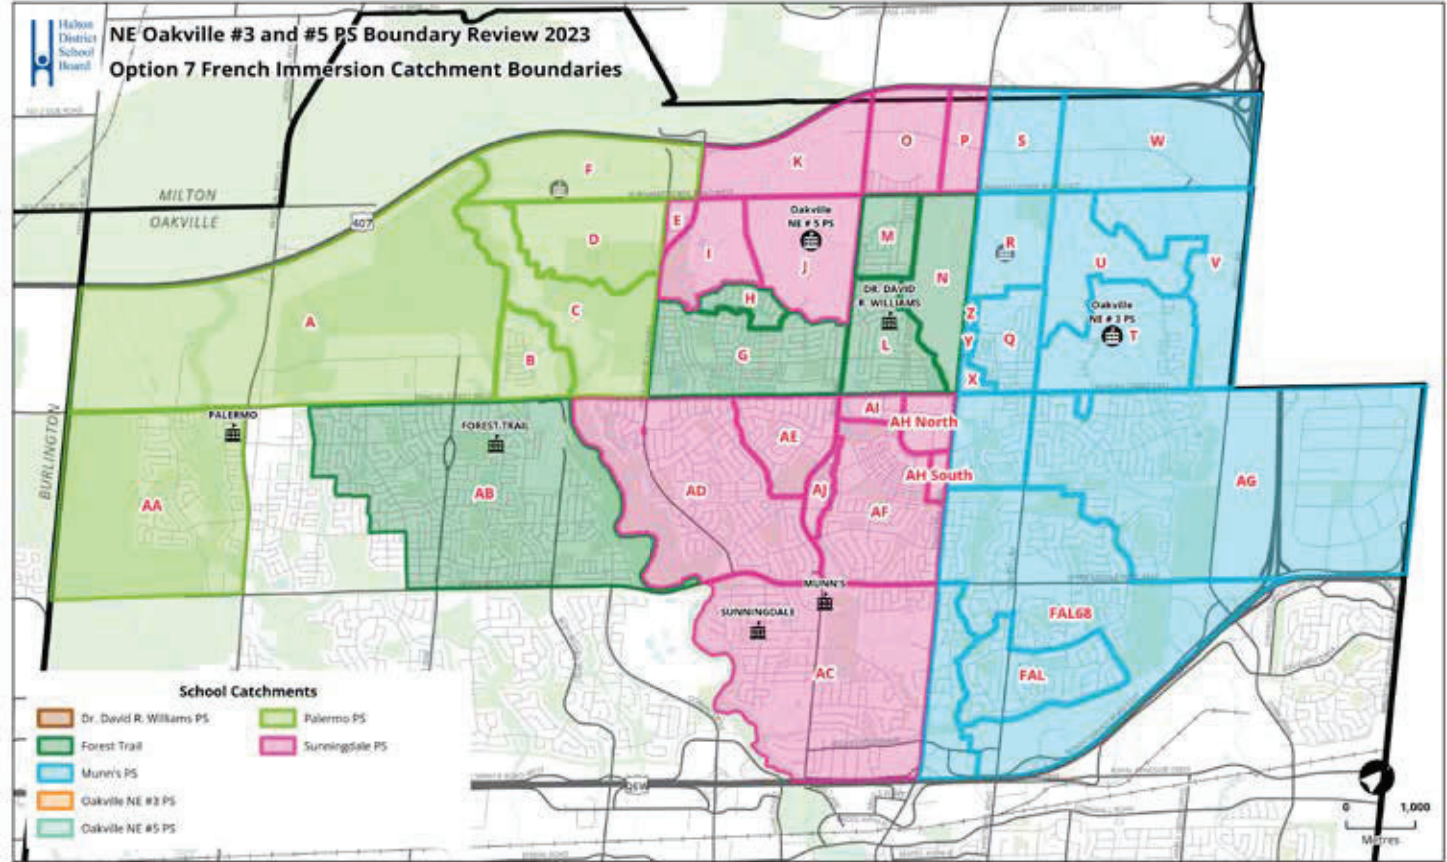 Halton
District
School
Board
NE Oakville #3 and #5 PS Boundary Review 2023
Option 7 French Immersion Catchment Boundaries
MILTON
OAKVILLE
407
BURLINGTON
F
K
O
P
S
W
E
D
I
J
Oakville
NE # 5 PS
M
N
R
U
V
A
C
B
H
G
DR. DAVID
R. WILLIAMS
L
Z
Y
X
Q
Oakville
NE # 3 PS
T
PALERMO
FOREST TRAIL
AA
AB
AD
AE
AI
AH North
AH South
AJ
AF
AG
MUNN'S
SUNNINGDALE
AC
FAL68
FAL
QEW
School Catchments
Dr. David R. Williams PS
Forest Trail
Munn's PS
Oakville NE #3 PS
Oakville NE #5 PS
Palermo PS
Sunningdale PS
0 1,000
Metres